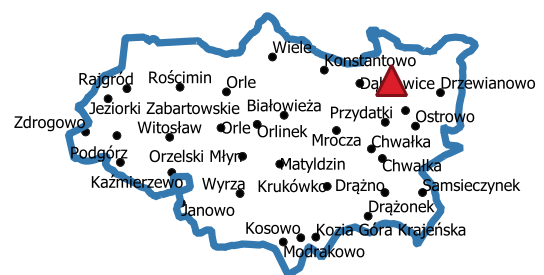 Wiele
Konstantowo
Rajgród
Rościmin
Orle
Drzewianowo
Jeziorki Zabartowskie
Białowieża
Przydatki
Ostrowo
Zdrogowo
Witosław
Orle
Orlinek
Mrocza
Chwałka
Podgórz
Orzelski Młyn
Matyldzin
Chwałka
Kaźmierzewo
Wyrza
Krukówko
Drążno
Samsieczynek
Janowo
Drążonek
Kosowo
Kozia Góra Krajeńska
Modrakowo